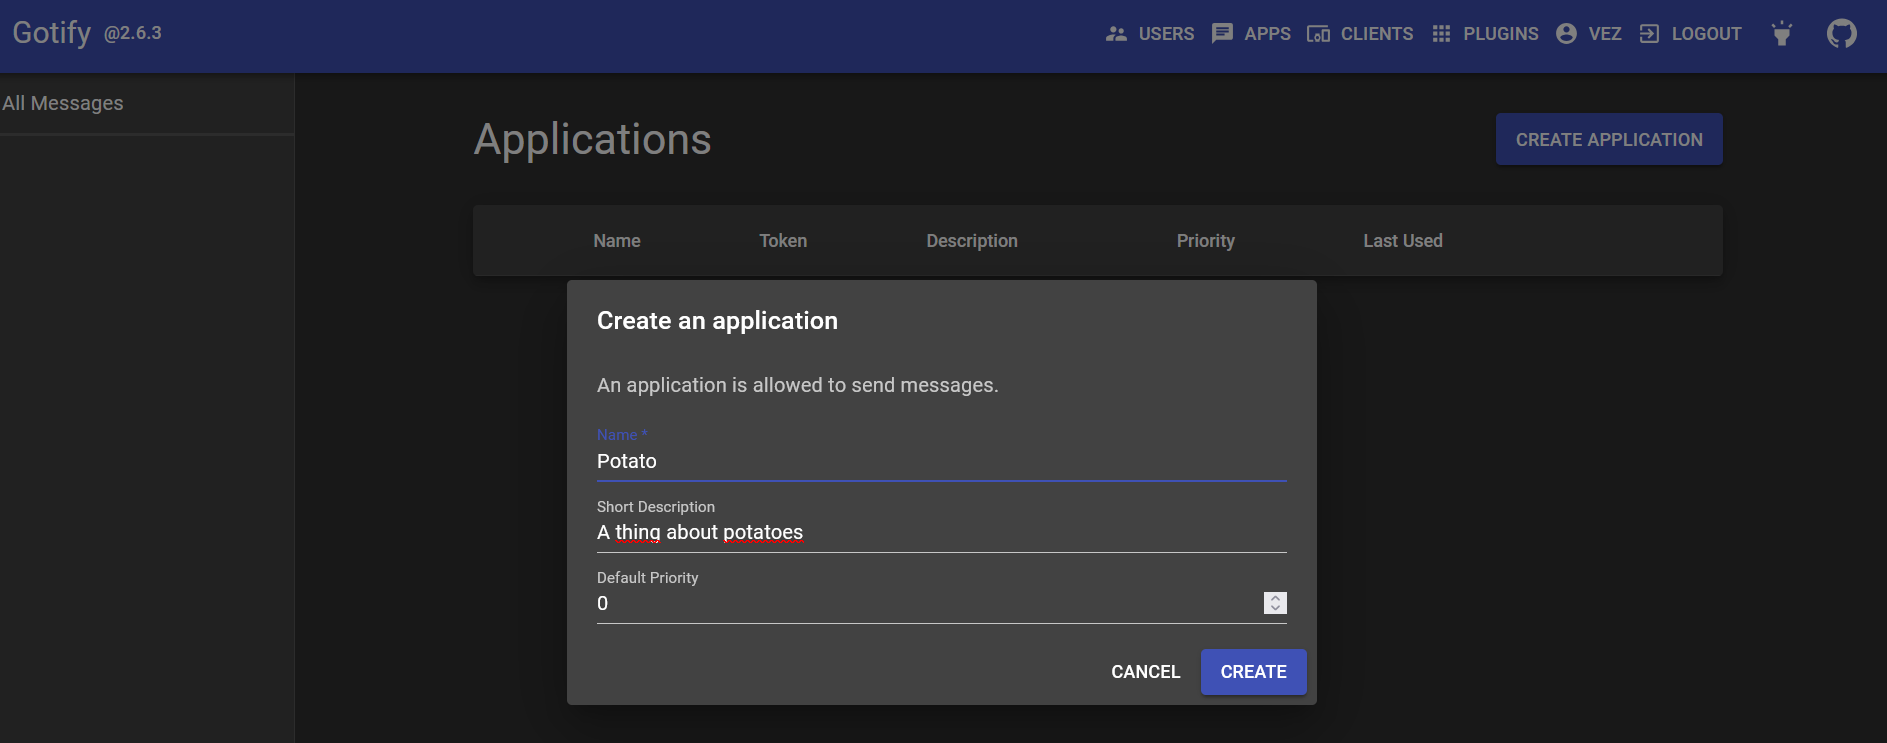 Gotify @2.6.3 USERS APPS CLIENTS PLUGINS VEZ LOGOUT
All Messages
Applications CREATE APPLICATION
Name Token Description Priority Last Used
Create an application
An application is allowed to send messages.
Name *
Potato
Short Description
A thing about potatoes
Default Priority
0
CANCEL CREATE